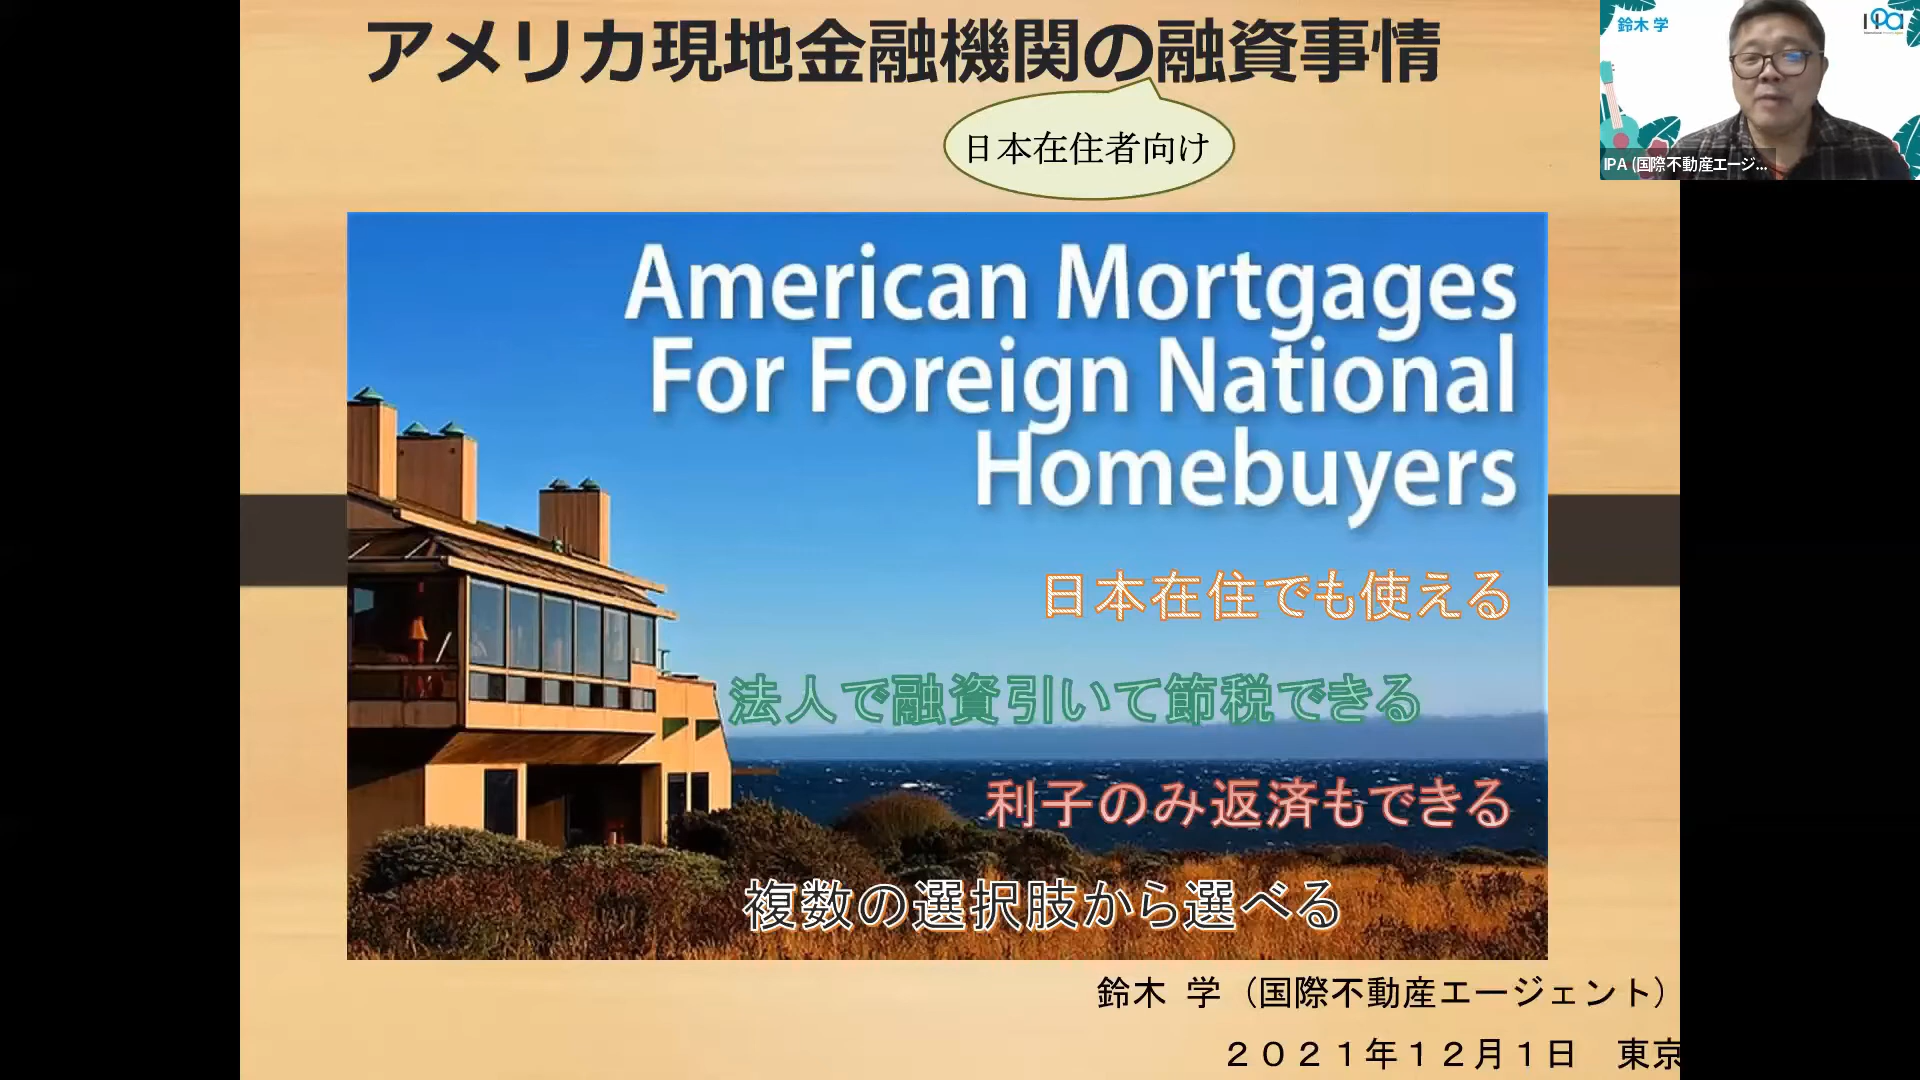 アメリカ現地金融機関の融資事情
日本在住者向け
American Mortgages
For Foreign National
Homebuyers
日本在住でも使える
法人で融資引いて節税できる
利子のみ返済もできる
複数の選択肢から選べる
鈴木 学（国際不動産エージェント）
２０２１年１２月１日　東京
鈴木 学
IPA
IPA (国際不動産エージ...